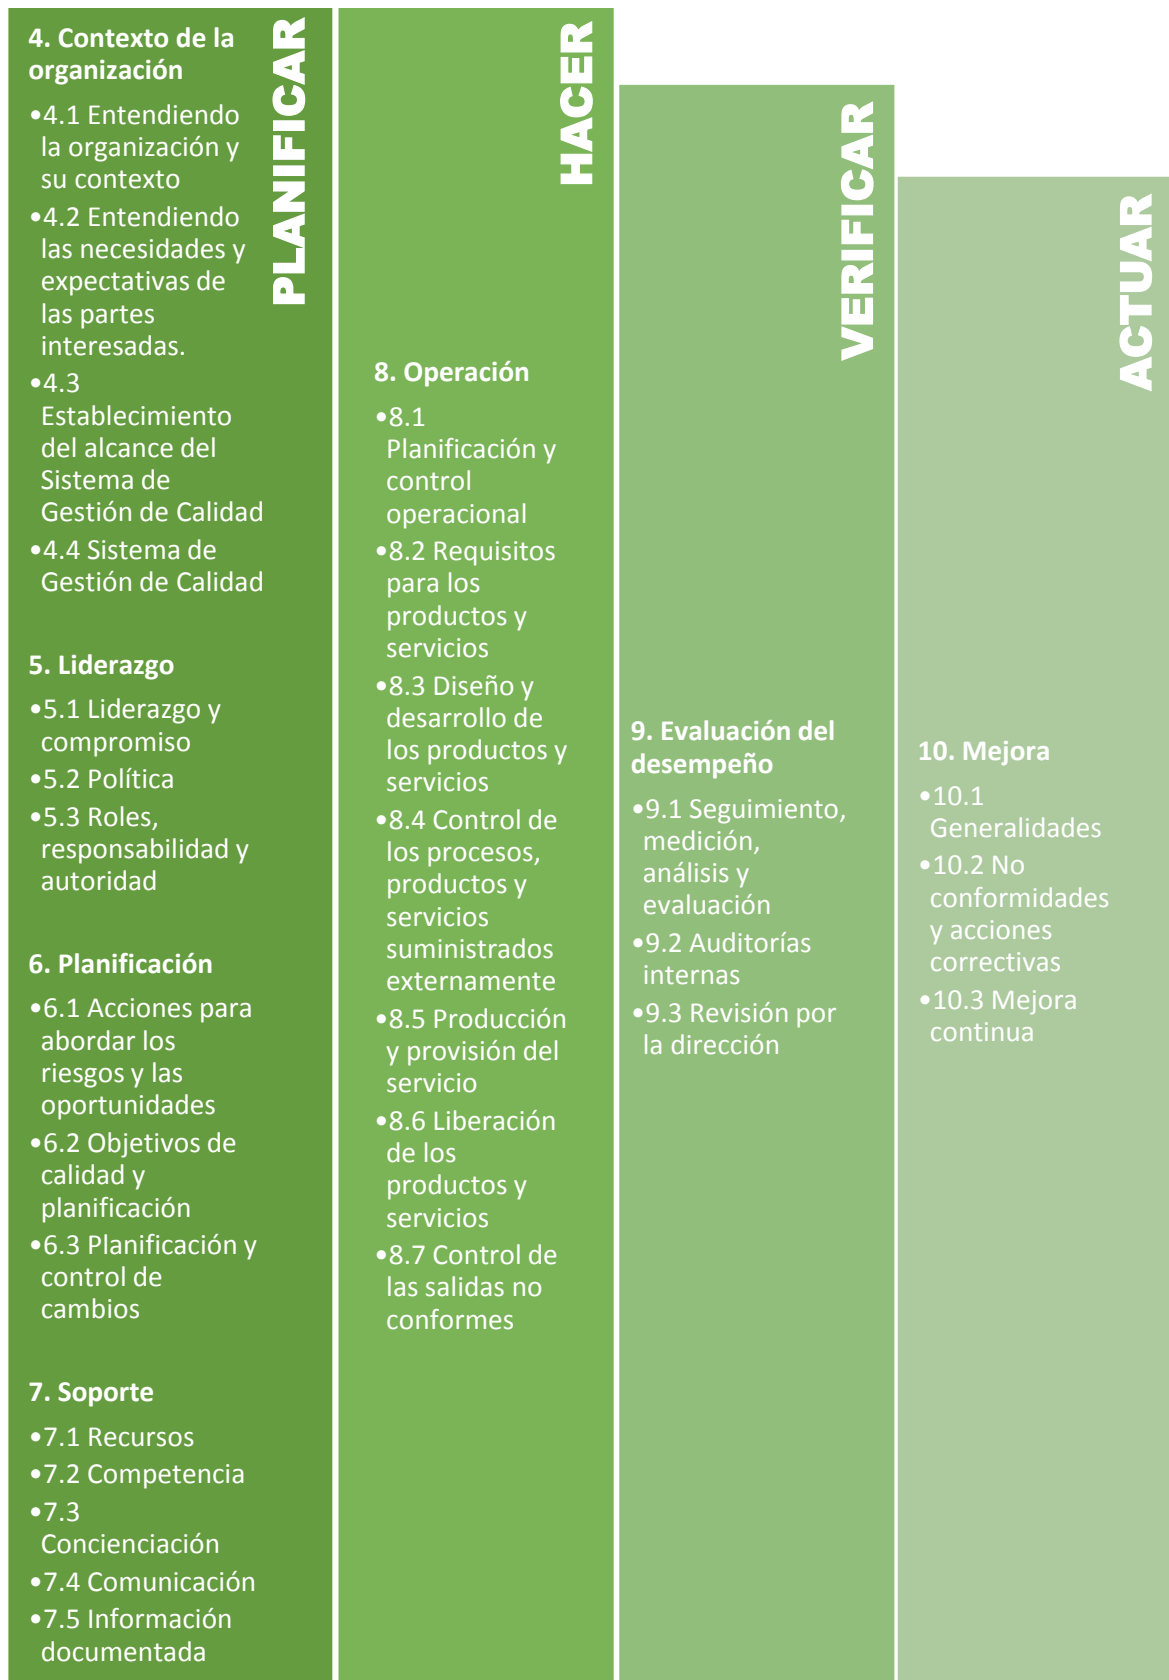 PLANIFICAR
4. Contexto de la
organización
•4.1 Entendiendo
la organización y
su contexto
•4.2 Entendiendo
las necesidades y
expectativas de
las partes
interesadas.
•4.3
Establecimiento
del alcance del
Sistema de
Gestión de Calidad
•4.4 Sistema de
Gestión de Calidad
5. Liderazgo
•5.1 Liderazgo y
compromiso
•5.2 Política
•5.3 Roles,
responsabilidad y
autoridad
6. Planificación
•6.1 Acciones para
abordar los
riesgos y las
oportunidades
•6.2 Objetivos de
calidad y
planificación
•6.3 Planificación y
control de
cambios
7. Soporte
•7.1 Recursos
•7.2 Competencia
•7.3
Concienciación
•7.4 Comunicación
•7.5 Información
documentada
HACER
8. Operación
•8.1
Planificación y
control
operacional
•8.2 Requisitos
para los
productos y
servicios
•8.3 Diseño y
desarrollo de
los productos y
servicios
•8.4 Control de
los procesos,
productos y
servicios
suministrados
externamente
•8.5 Producción
y provisión del
servicio
•8.6 Liberación
de los
productos y
servicios
•8.7 Control de
las salidas no
conformes
VERIFICAR
9. Evaluación del
desempeño
•9.1 Seguimiento,
medición,
análisis y
evaluación
•9.2 Auditorías
internas
•9.3 Revisión por
la dirección
ACTUAR
10. Mejora
•10.1
Generalidades
•10.2 No
conformidades
y acciones
correctivas
•10.3 Mejora
continua